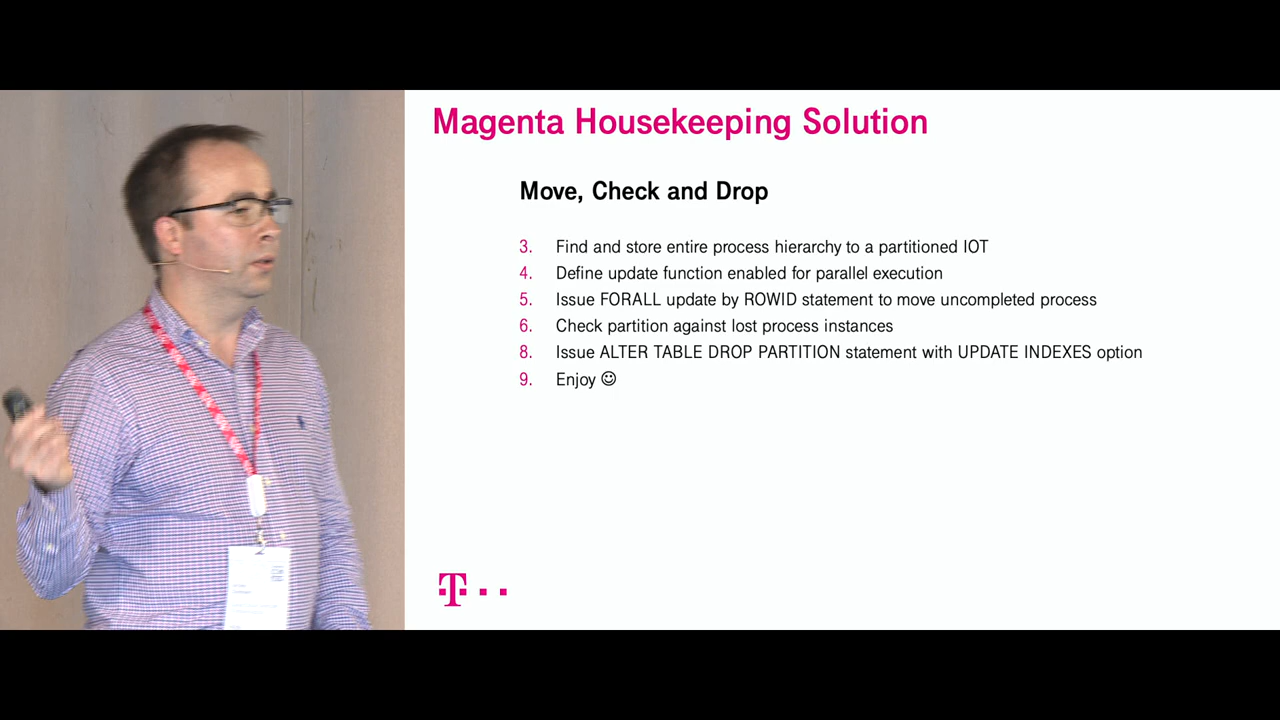 Magenta Housekeeping Solution
Move, Check and Drop
3. Find and store entire process hierarchy to a partitioned IOT
4. Define update function enabled for parallel execution
5. Issue FORALL update by ROWID statement to move uncompleted process
6. Check partition against lost process instances
8. Issue ALTER TABLE DROP PARTITION statement with UPDATE INDEXES option
9. Enjoy ☺
T